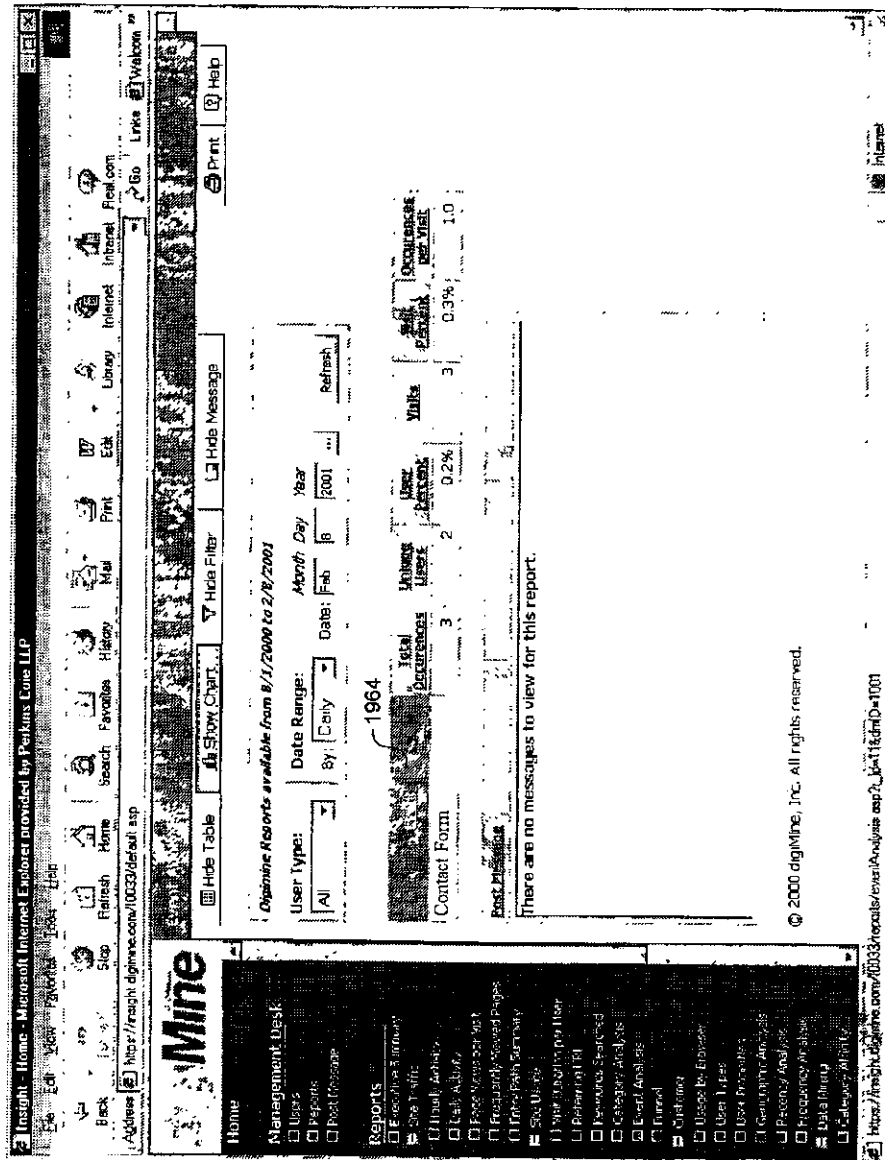 Insight - Home - Microsoft Internet Explorer provided by Perkins Coie LLP
File Edit View Favorites Tools Help
Back Stop Refresh Home Search Favorites History Mail Print Edit Library Internet Intranet Real.com
Address https://insight.digimine.com/10033/default.asp Go Links
Mine
Hide Table Show Chart Hide Filter Hide Message Print Help
Home
Management Desk
Users
Reports
Post Message
Reports
Executive Summary
Site Traffic
Hourly Activity
Daily Activity
Page Views per Visit
Frequently Viewed Pages
Entry Path Summary
Site Usage
Referring URL
Keywords Searched
Category Analysis
Event Analysis
Funnel
Customer
Usage by Browser
User Types
Geographic Analysis
Recency Analysis
Frequency Analysis
Data Mining
Category Affinity
Digimine Reports available from 8/1/2000 to 2/8/2001
User Type: Date Range: Month Day Year
All By: Daily Date: Feb 8 2001 ... Refresh
1964
Total Occurences Unique Users User Percent Visits Visit Percent Occurences per Visit
Contact Form 3 2 0.2% 3 0.3% 1.0
Post Message
There are no messages to view for this report.
© 2000 digiMine, Inc. All rights reserved.
Internet